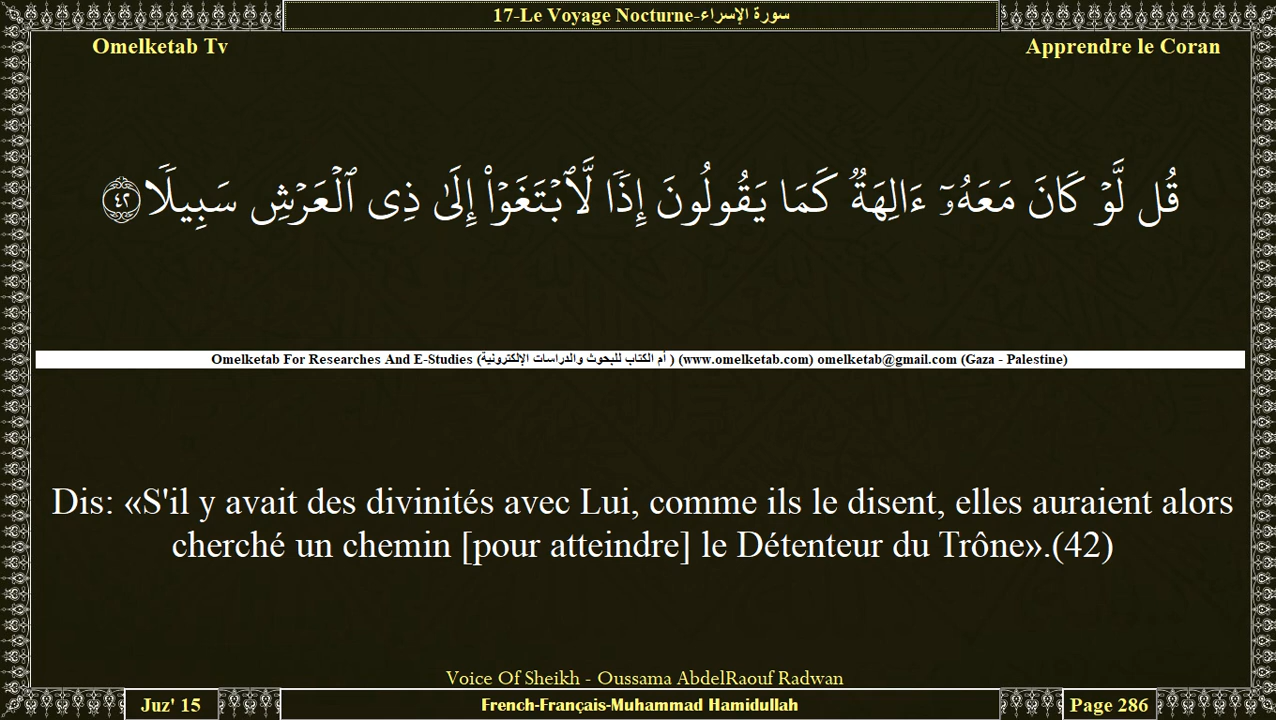 17-Le Voyage Nocturne-سورة الإسراء
Omelketab Tv
Apprendre le Coran
قُل لَّوۡ كَانَ مَعَهُۥٓ ءَالِهَةٞ كَمَا يَقُولُونَ إِذٗا لَّٱبۡتَغَوۡاْ إِلَىٰ ذِي ٱلۡعَرۡشِ سَبِيلٗا ٤٢
Omelketab For Researches And E-Studies (أم الكتاب للبحوث والدراسات الإلكترونية ) (www.omelketab.com) omelketab@gmail.com (Gaza - Palestine)
Dis: «S'il y avait des divinités avec Lui, comme ils le disent, elles auraient alors
cherché un chemin [pour atteindre] le Détenteur du Trône».(42)
Voice Of Sheikh - Oussama AbdelRaouf Radwan
Juz' 15
French-Français-Muhammad Hamidullah
Page 286